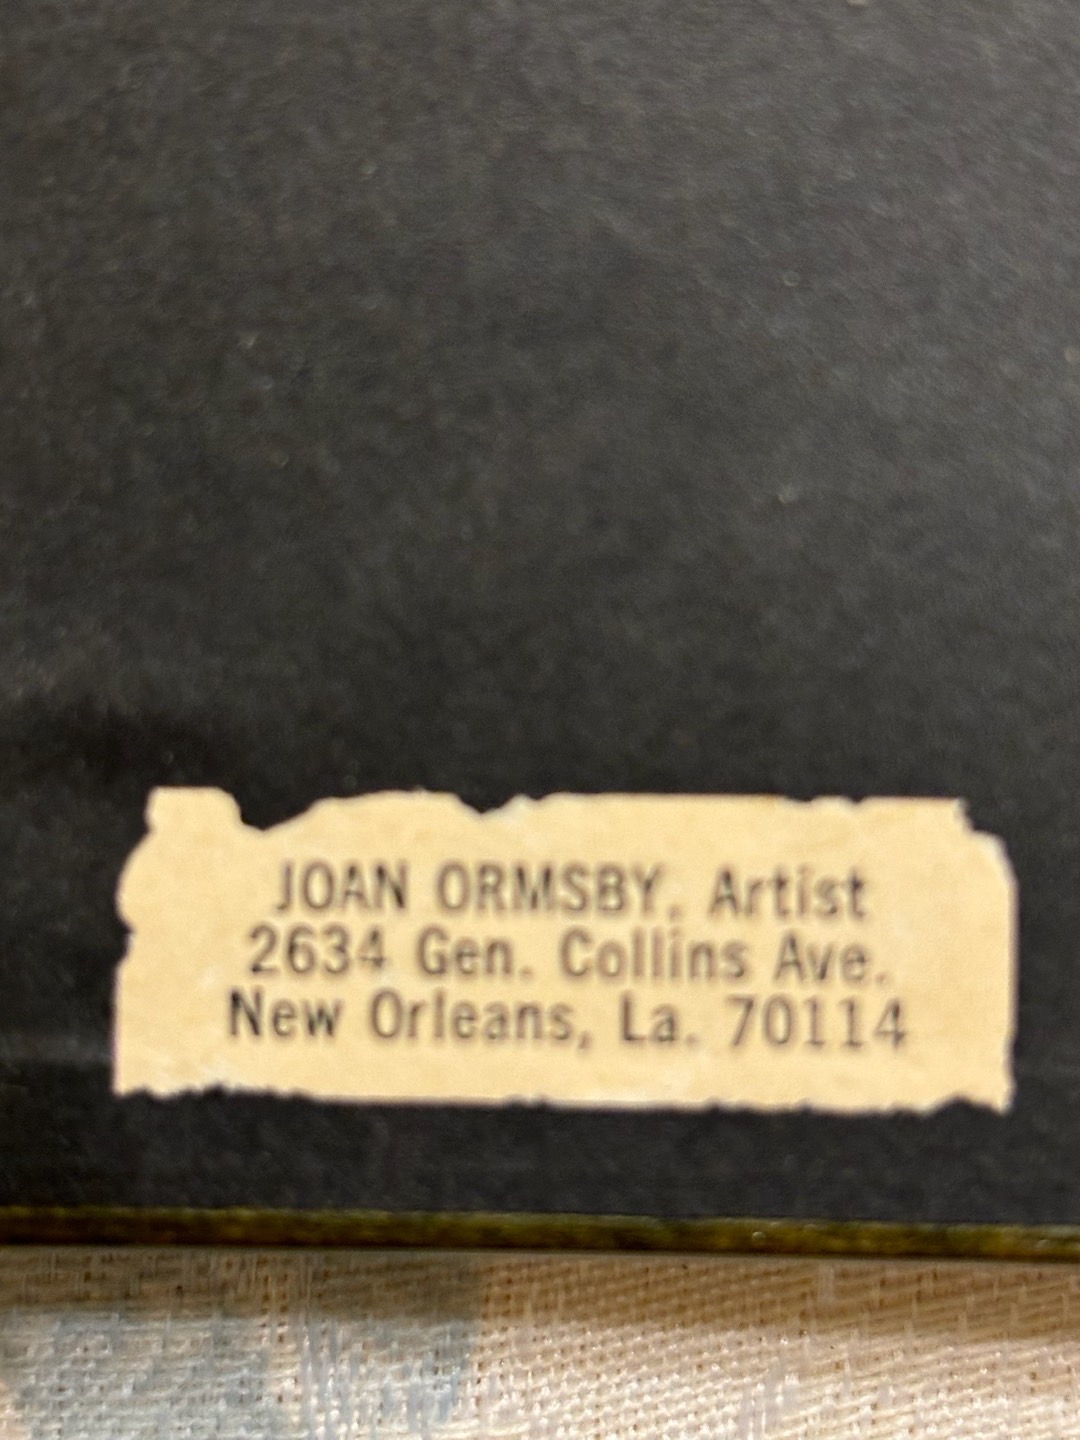 JOAN ORMSBY, Artist
2634 Gen. Collins Ave.
New Orleans, La. 70114